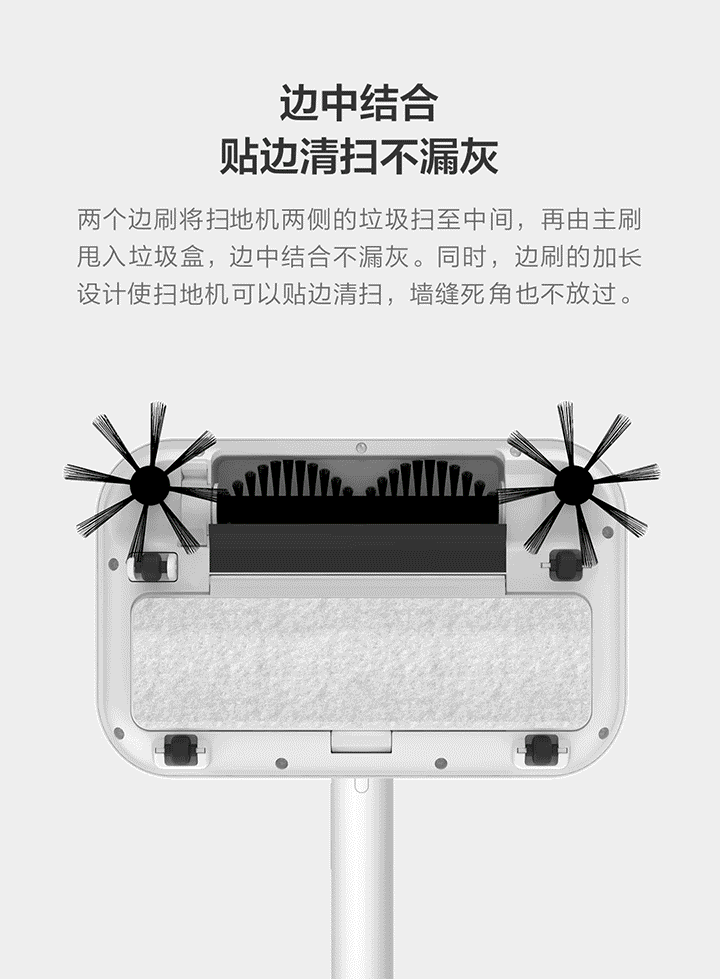 边中结合
贴边清扫不漏灰
两个边刷将扫地机两侧的垃圾扫至中间，再由主刷
甩入垃圾盒，边中结合不漏灰。同时，边刷的加长
设计使扫地机可以贴边清扫，墙缝死角也不放过。